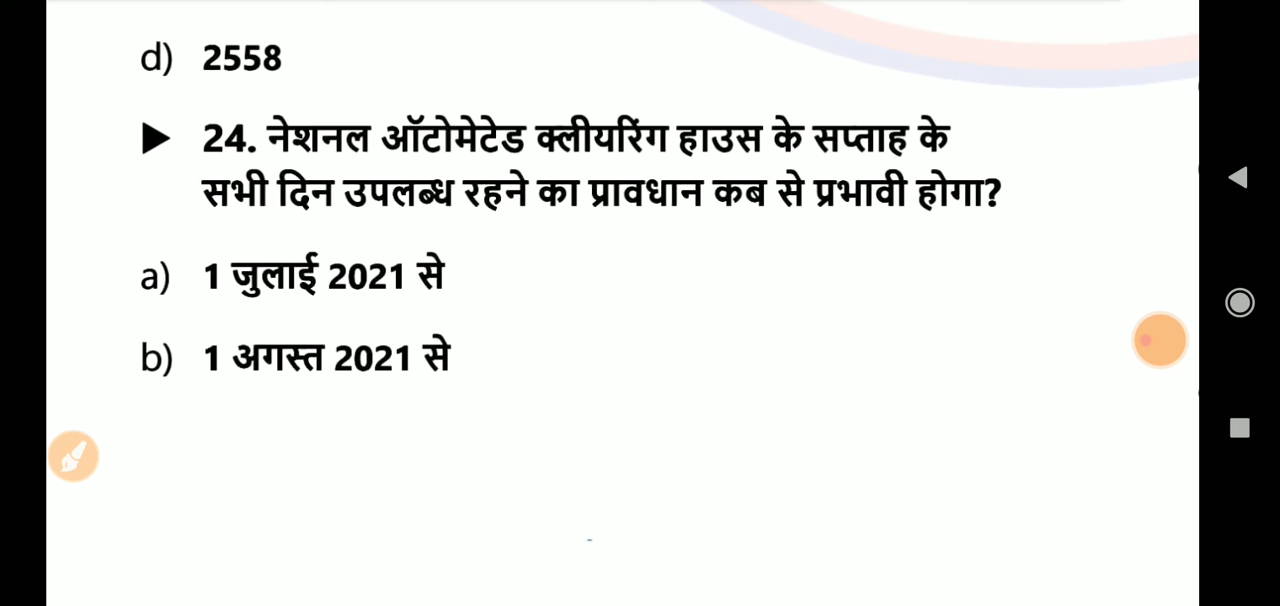 d) 2558
▶ 24. नेशनल ऑटोमेटेड क्लीयरिंग हाउस के सप्ताह के
सभी दिन उपलब्ध रहने का प्रावधान कब से प्रभावी होगा?
a) 1 जुलाई 2021 से
b) 1 अगस्त 2021 से